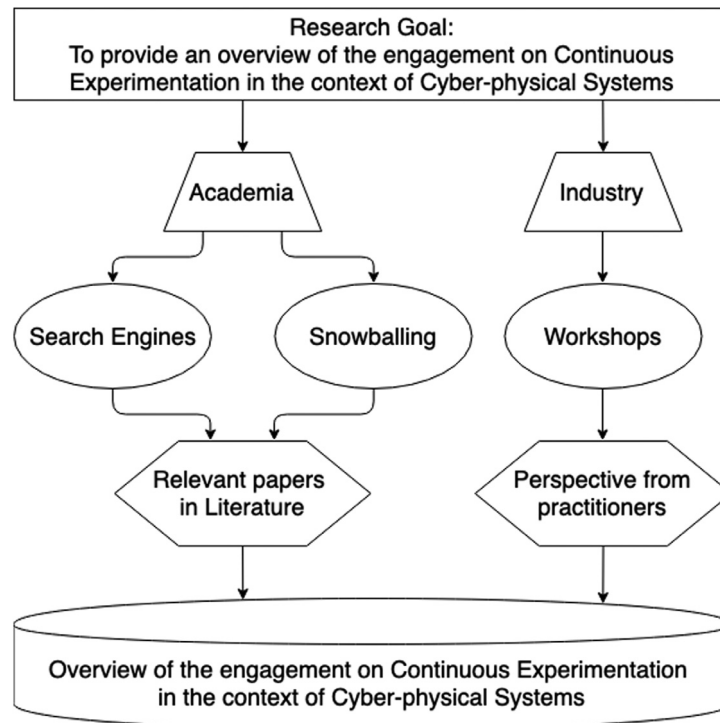 Research Goal:
To provide an overview of the engagement on Continuous
Experimentation in the context of Cyber-physical Systems
Academia
Industry
Search Engines
Snowballing
Workshops
Relevant papers
in Literature
Perspective from
practitioners
Overview of the engagement on Continuous Experimentation
in the context of Cyber-physical Systems